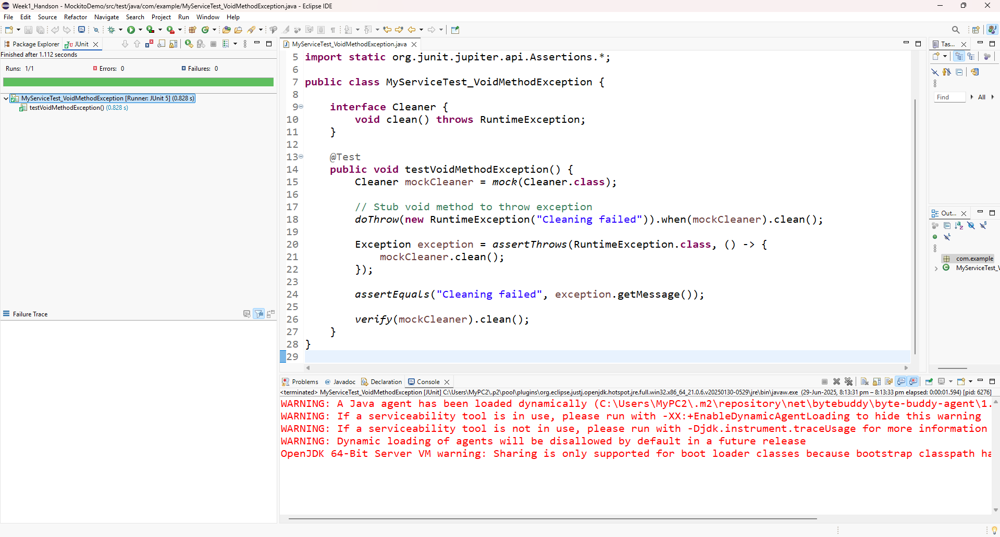 Week1_Handson - MockitoDemo/src/test/java/com/example/MyServiceTest_VoidMethodException.java - Eclipse IDE
File Edit Source Refactor Navigate Search Project Run Window Help
Package Explorer JUnit
Finished after 1.112 seconds
Runs: 1/1 Errors: 0 Failures: 0
MyServiceTest_VoidMethodException [Runner: JUnit 5] (0.828 s)
testVoidMethodException() (0.828 s)
Failure Trace
MyServiceTest_VoidMethodException.java
5 import static org.junit.jupiter.api.Assertions.*;
6
7 public class MyServiceTest_VoidMethodException {
8
9 interface Cleaner {
10 void clean() throws RuntimeException;
11 }
12
13 @Test
14 public void testVoidMethodException() {
15 Cleaner mockCleaner = mock(Cleaner.class);
16
17 // Stub void method to throw exception
18 doThrow(new RuntimeException("Cleaning failed")).when(mockCleaner).clean();
19
20 Exception exception = assertThrows(RuntimeException.class, () -> {
21 mockCleaner.clean();
22 });
23
24 assertEquals("Cleaning failed", exception.getMessage());
25
26 verify(mockCleaner).clean();
27 }
28 }
29
Tas...
Find All
Out...
com.example
MyServiceTest_V
Problems Javadoc Declaration Console
<terminated> MyServiceTest_VoidMethodException [JUnit] C:\Users\MyPC2\.p2\pool\plugins\org.eclipse.justj.openjdk.hotspot.jre.full.win32.x86_64_21.0.6.v20250130-0529\jre\bin\javaw.exe (29-Jun-2025, 8:13:31 pm – 8:13:33 pm elapsed: 0:00:01.594) [pid: 6276]
WARNING: A Java agent has been loaded dynamically (C:\Users\MyPC2\.m2\repository\net\bytebuddy\byte-buddy-agent\1.
WARNING: If a serviceability tool is in use, please run with -XX:+EnableDynamicAgentLoading to hide this warning
WARNING: If a serviceability tool is not in use, please run with -Djdk.instrument.traceUsage for more information
WARNING: Dynamic loading of agents will be disallowed by default in a future release
OpenJDK 64-Bit Server VM warning: Sharing is only supported for boot loader classes because bootstrap classpath ha